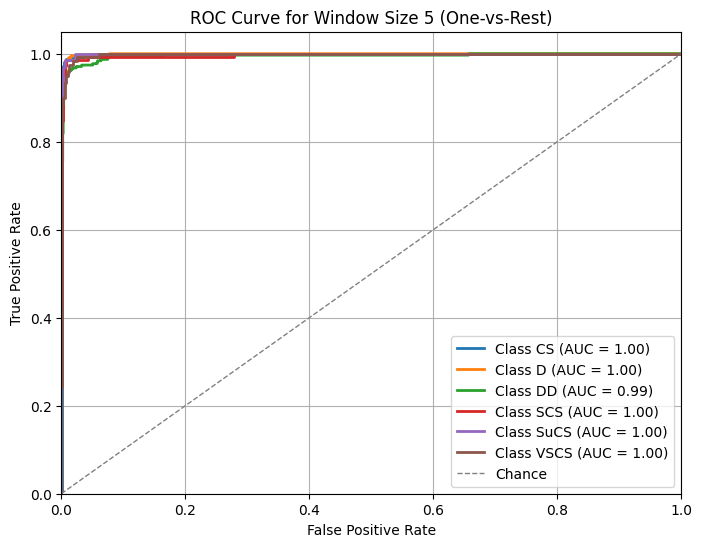 ROC Curve for Window Size 5 (One-vs-Rest)
True Positive Rate
1.0
0.8
0.6
0.4
0.2
0.0
Class CS (AUC = 1.00)
Class D (AUC = 1.00)
Class DD (AUC = 0.99)
Class SCS (AUC = 1.00)
Class SuCS (AUC = 1.00)
Class VSCS (AUC = 1.00)
Chance
0.0 0.2 0.4 0.6 0.8 1.0
False Positive Rate